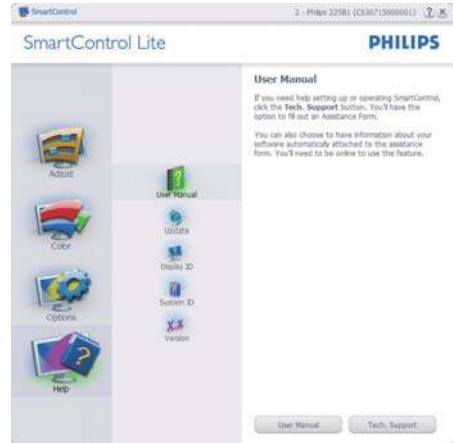 SmartControl
2 - Philips 225B1 (CS30715000001)
SmartControl Lite
PHILIPS
Adjust
Color
Options
Help
User Manual
Update
Display ID
System ID
Version
User Manual
If you need help setting up or operating SmartControl,
click the Tech. Support button. You'll have the
option to fill out an Assistance Form.
You can also choose to have information about your
software automatically attached to the assistance
form. You'll need to be online to use the feature.
User Manual
Tech. Support